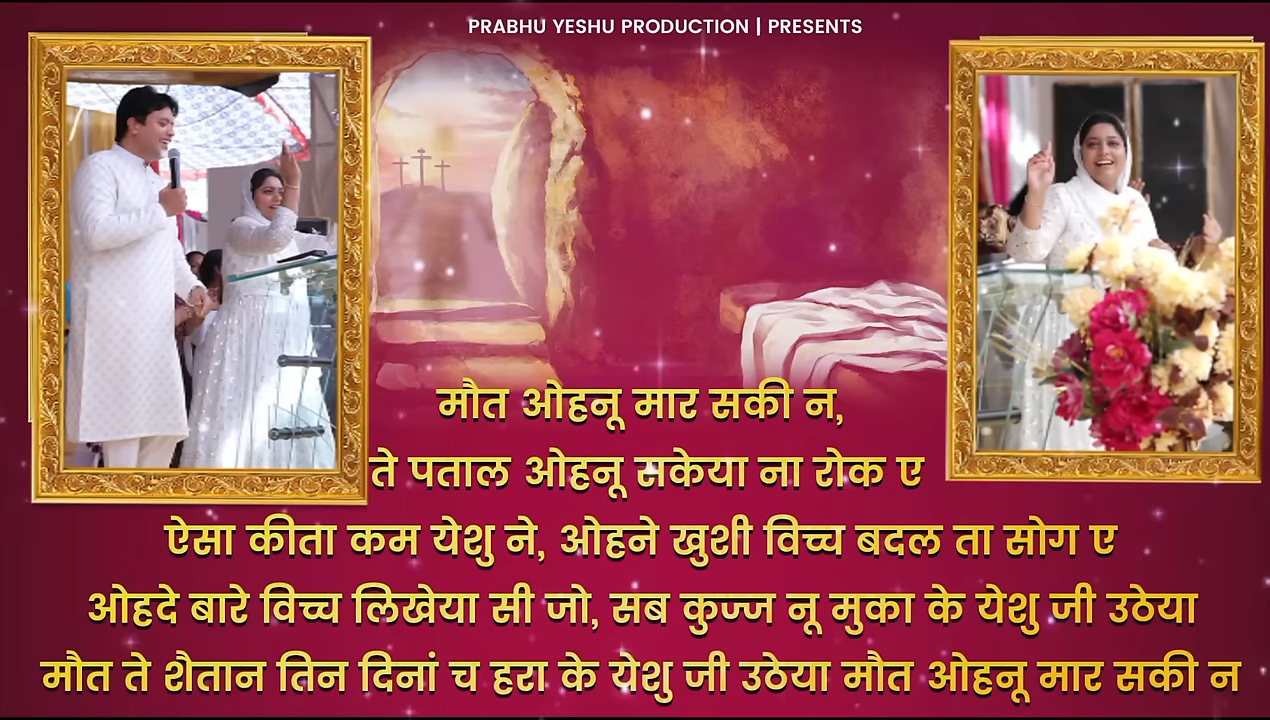 PRABHU YESHU PRODUCTION | PRESENTS
मौत ओहनू मार सकी न,
ते पताल ओहनू सकेया ना रोक ए
ऐसा कीता कम येशु ने, ओहने खुशी विच्च बदल ता सोग ए
ओहदे बारे विच्च लिखेया सी जो, सब कुज्ज नू मुका के येशु जी उठेया
मौत ते शैतान तिन दिनां च हरा के येशु जी उठेया मौत ओहनू मार सकी न